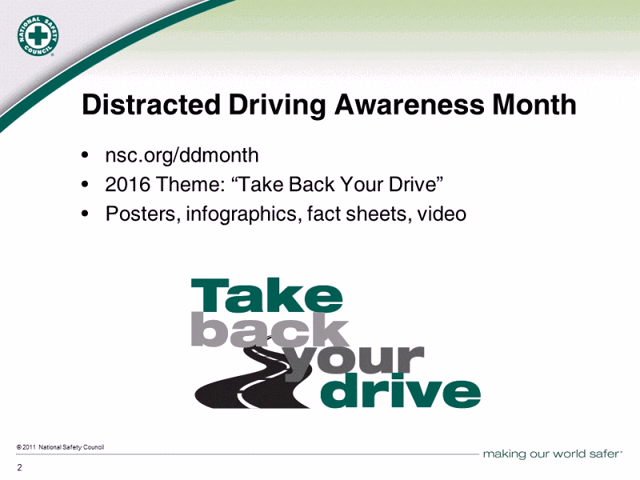 NATIONAL SAFETY COUNCIL
Distracted Driving Awareness Month
• nsc.org/ddmonth
• 2016 Theme: “Take Back Your Drive”
• Posters, infographics, fact sheets, video
Take
back
your
drive
© 2011 National Safety Council
making our world safer
2